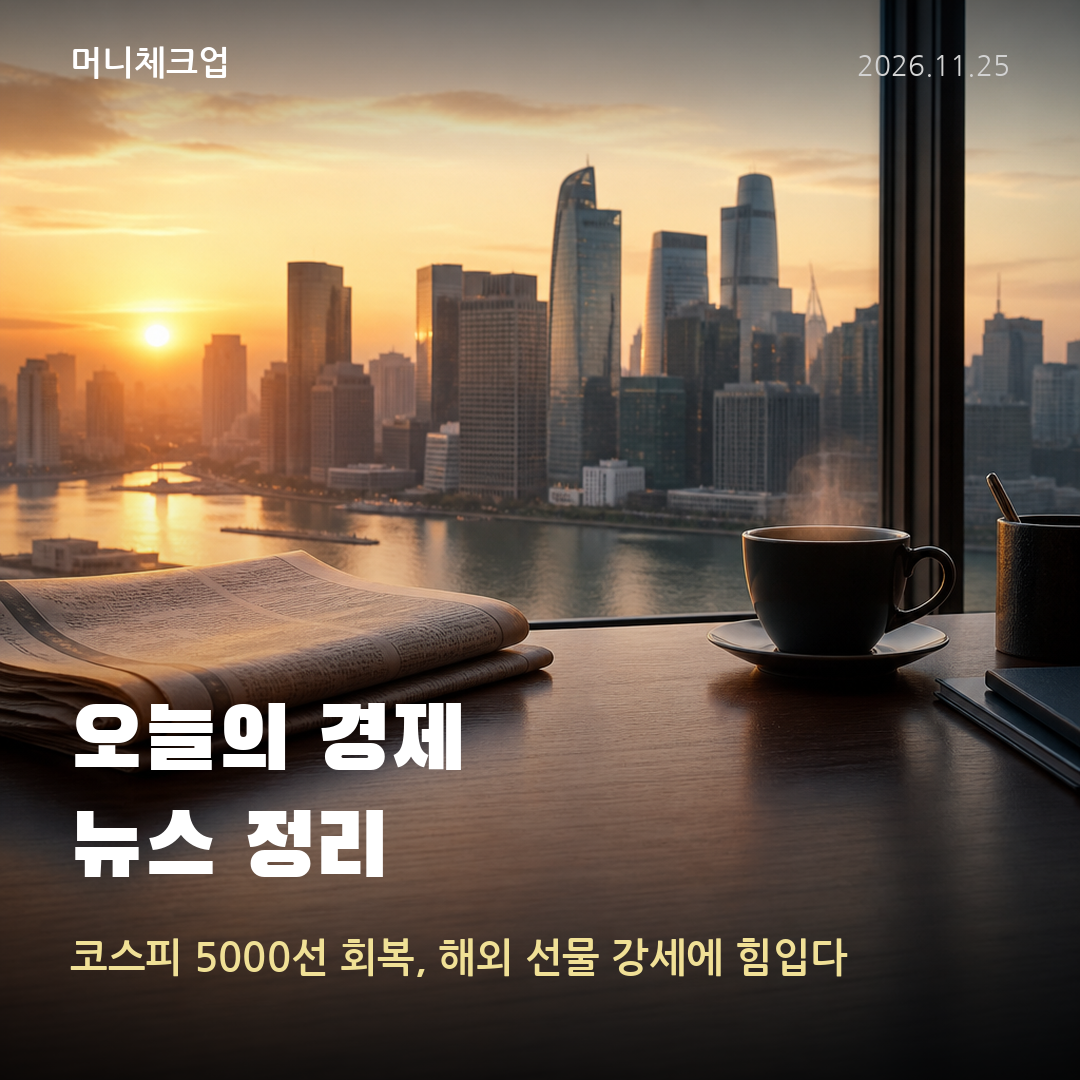 머니체크업
2026.11.25
오늘의 경제
뉴스 정리
코스피 5000선 회복, 해외 선물 강세에 힘입다